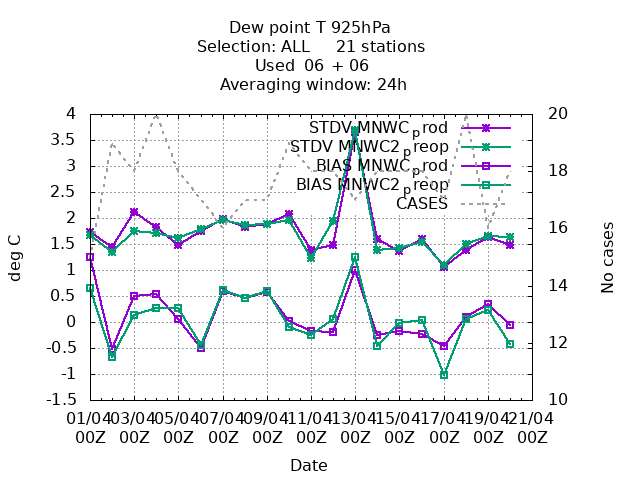 Dew point T 925hPa
Selection: ALL 21 stations
Used 06 + 06
Averaging window: 24h
STDV MNWC_prod
STDV MNWC2_preop
BIAS MNWC_prod
BIAS MNWC2_preop
CASES
4
3.5
3
2.5
2
1.5
1
0.5
0
-0.5
-1
-1.5
deg C
20
18
16
14
12
10
No cases
01/04 03/04 05/04 07/04 09/04 11/04 13/04 15/04 17/04 19/04 21/04
00Z 00Z 00Z 00Z 00Z 00Z 00Z 00Z 00Z 00Z 00Z
Date